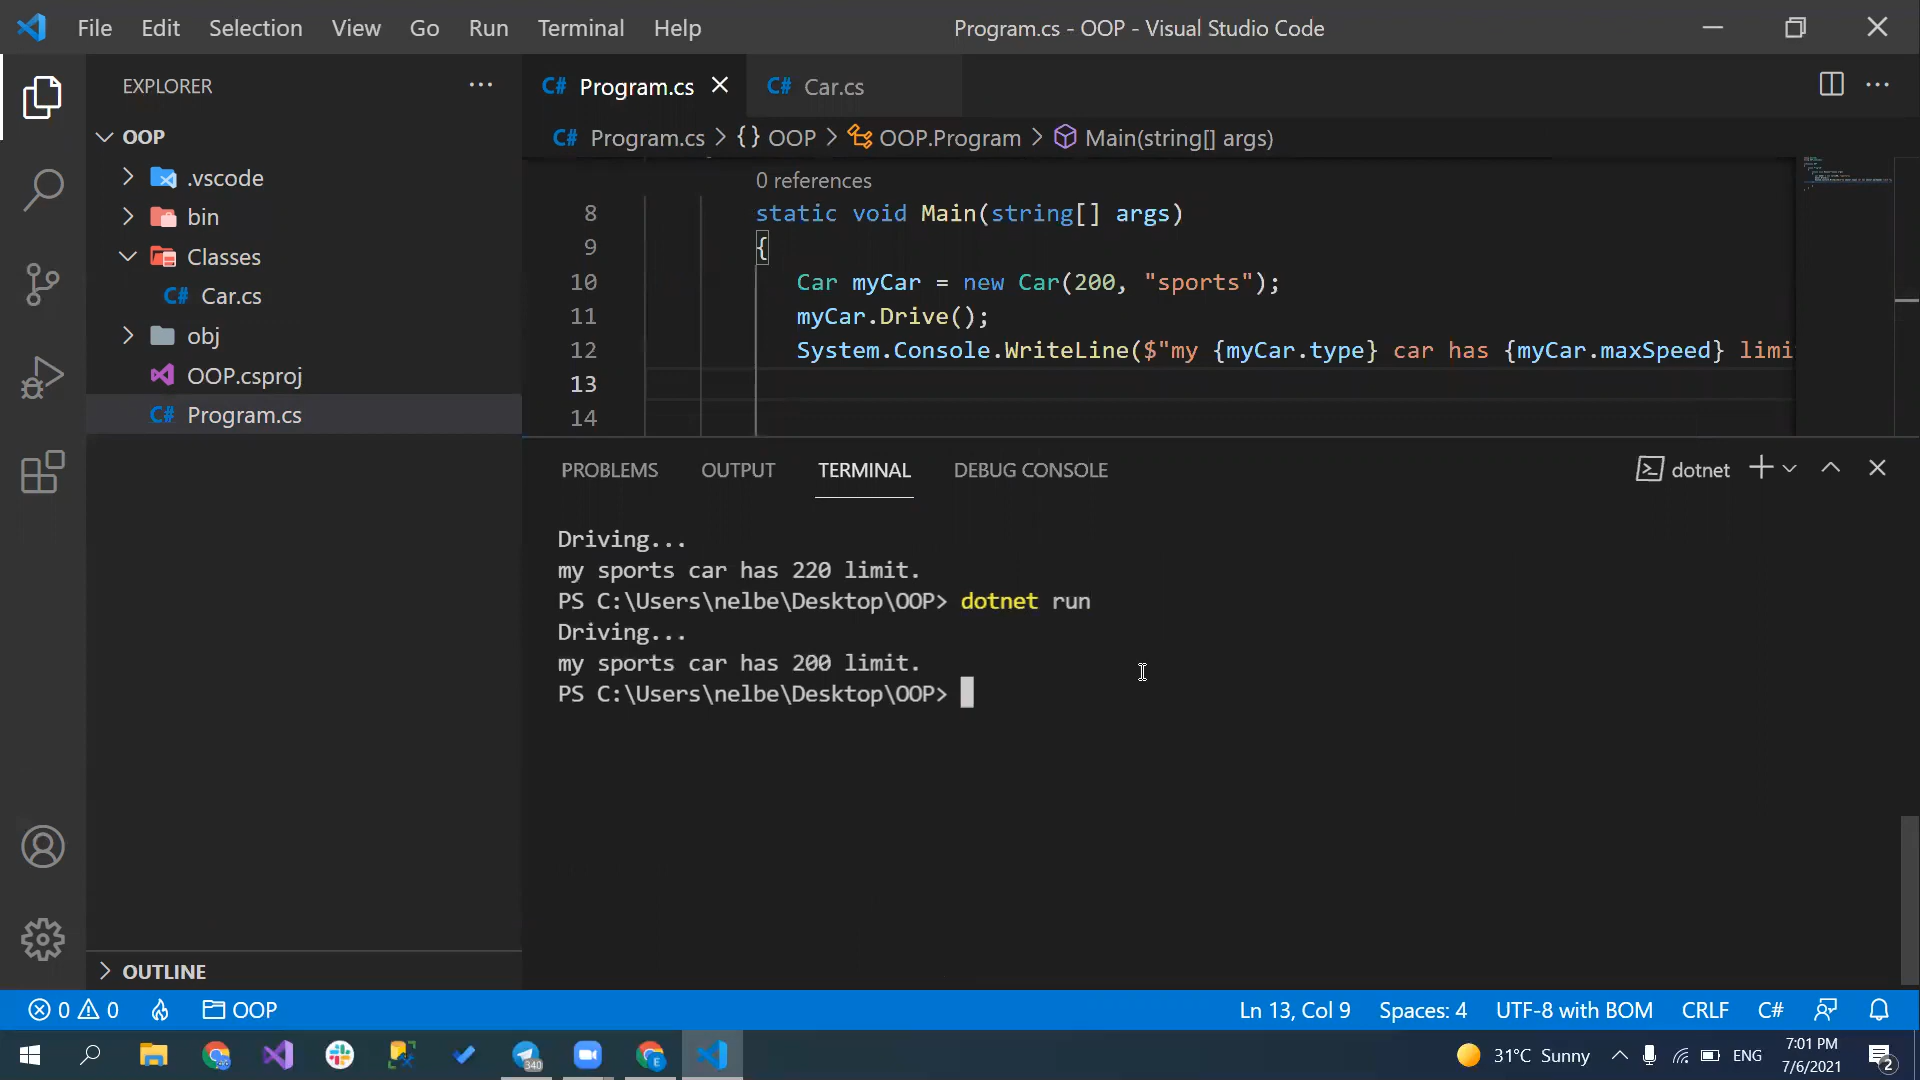 File Edit Selection View Go Run Terminal Help Program.cs - OOP - Visual Studio Code
EXPLORER
OOP
.vscode
bin
Classes
C# Car.cs
obj
OOP.csproj
C# Program.cs
OUTLINE
C# Program.cs C# Car.cs
C# Program.cs > {} OOP > OOP.Program > Main(string[] args)
0 references
8 static void Main(string[] args)
9 {
10 Car myCar = new Car(200, "sports");
11 myCar.Drive();
12 System.Console.WriteLine($"my {myCar.type} car has {myCar.maxSpeed} limi
13
14
PROBLEMS OUTPUT TERMINAL DEBUG CONSOLE dotnet
Driving...
my sports car has 220 limit.
PS C:\Users\nelbe\Desktop\OOP> dotnet run
Driving...
my sports car has 200 limit.
PS C:\Users\nelbe\Desktop\OOP>
0 0 OOP Ln 13, Col 9 Spaces: 4 UTF-8 with BOM CRLF C#
340 E 31°C Sunny ENG 7:01 PM
7/6/2021 2